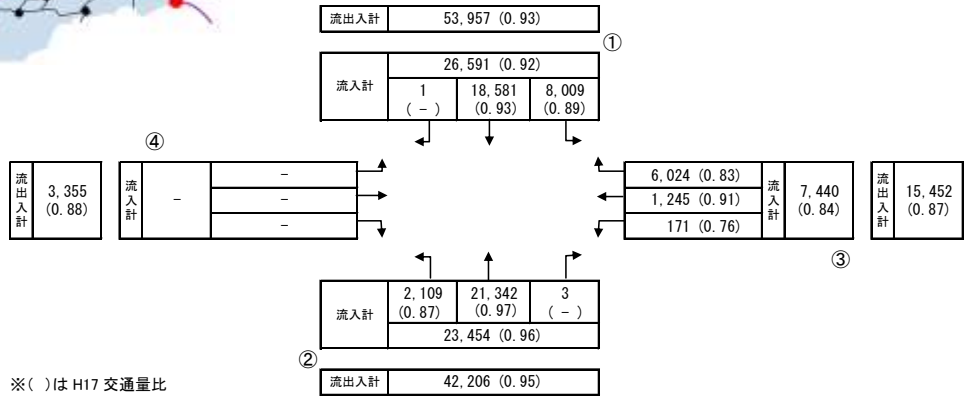 流出入計 53,957 (0.93)
①
流入計 26,591 (0.92)
1 18,581 8,009
( - ) (0.93) (0.89)
④
流出入計 3,355 (0.88)
流入計 -
-
-
-
6,024 (0.83)
1,245 (0.91)
171 (0.76)
流入計 7,440 (0.84)
流出入計 15,452 (0.87)
③
流入計 2,109 21,342 3
(0.87) (0.97) ( - )
23,454 (0.96)
②
流出入計 42,206 (0.95)
※( )は H17 交通量比